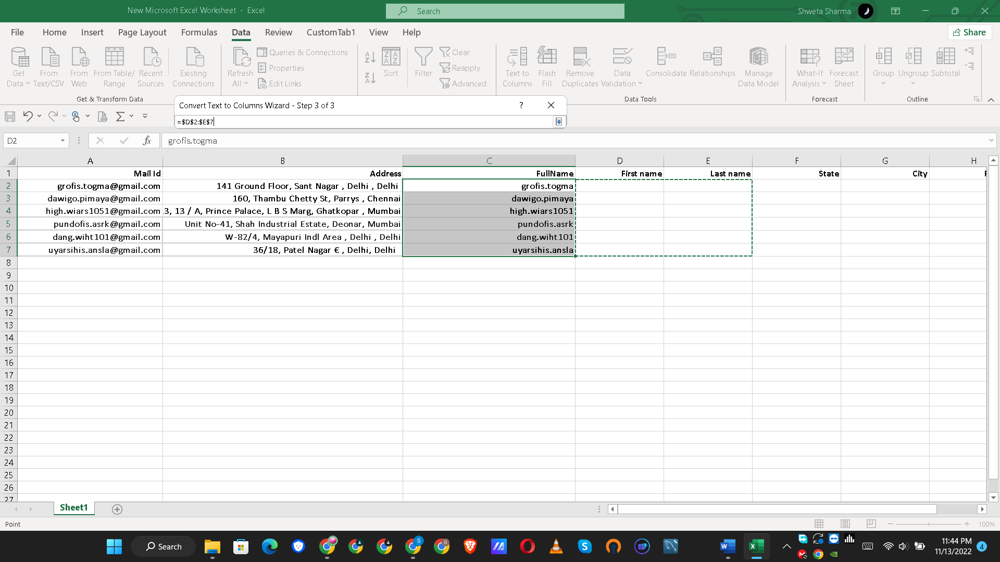 New Microsoft Excel Worksheet - Excel
Search
Shweta Sharma
File Home Insert Page Layout Formulas Data Review CustomTab1 View Help
Share
Get Data
From Text/CSV
From Web
From Table/ Range
Recent Sources
Existing Connections
Refresh All
Queries & Connections
Properties
Edit Links
Sort
Filter
Clear
Reapply
Advanced
Text to Columns
Flash Fill
Remove Duplicates
Data Validation
Consolidate
Relationships
Manage Data Model
What-If Analysis
Forecast Sheet
Group
Ungroup
Subtotal
Get & Transform Data
Data Tools
Forecast
Outline
Convert Text to Columns Wizard - Step 3 of 3
?
=$D$2:$E$7
D2
fx
grofis.togma
A B C D E F G H
1 Mail Id Address FullName First name Last name State City
2 grofis.togma@gmail.com 141 Ground Floor, Sant Nagar , Delhi , Delhi grofis.togma
3 dawigo.pimaya@gmail.com 160, Thambu Chetty St, Parrys , Chennai dawigo.pimaya
4 high.wiars1051@gmail.com 3, 13 / A, Prince Palace, L B S Marg, Ghatkopar , Mumbai high.wiars1051
5 pundofis.asrk@gmail.com Unit No-41, Shah Industrial Estate, Deonar, Mumbai pundofis.asrk
6 dang.wiht101@gmail.com W-82/4, Mayapuri Indl Area , Delhi , Delhi dang.wiht101
7 uyarsihis.ansla@gmail.com 36/18, Patel Nagar € , Delhi, Delhi uyarsihis.ansla
8
9
10
11
12
13
14
15
16
17
18
19
20
21
22
23
24
25
26
27
Sheet1
Point
100%
Search
11:44 PM
11/13/2022
4